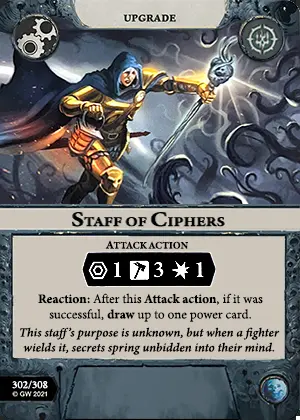 UPGRADE
STAFF OF CIPHERS
ATTACK ACTION
1 3 1
Reaction: After this Attack action, if it was
successful, draw up to one power card.
This staff's purpose is unknown, but when a fighter
wields it, secrets spring unbidden into their mind.
302/308
© GW 2021